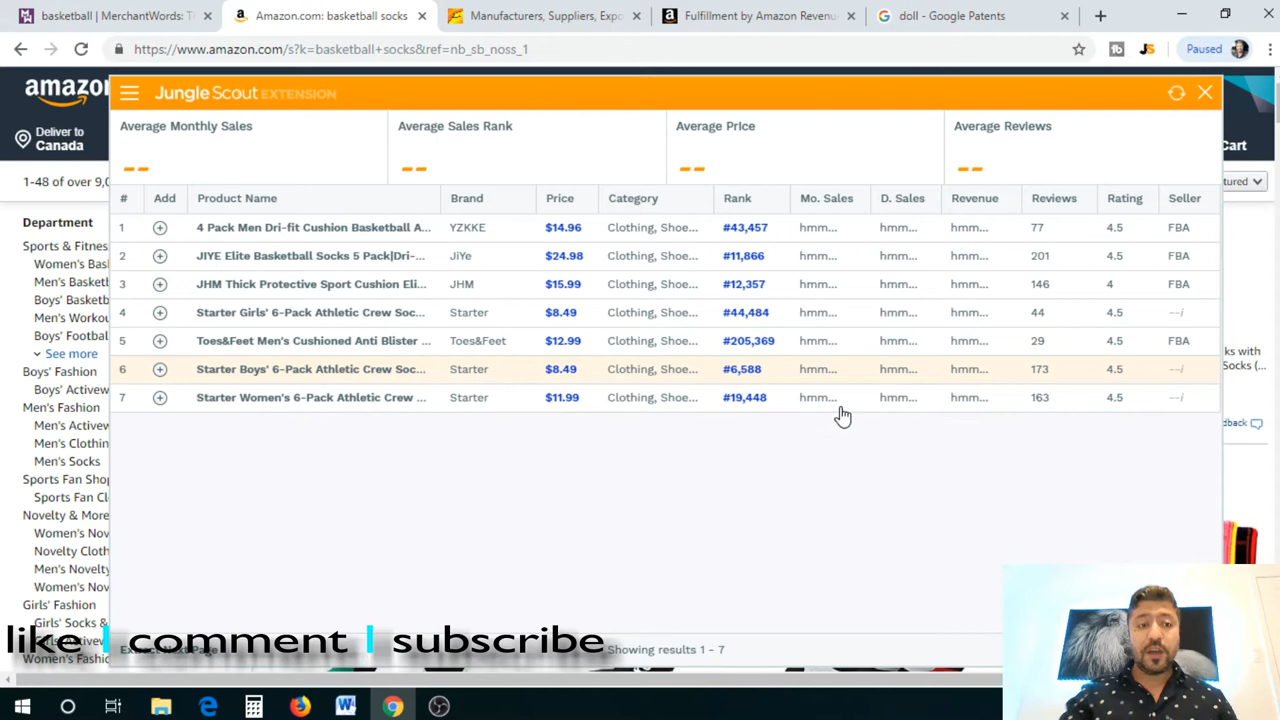 basketball | MerchantWords: T
Amazon.com: basketball socks
Manufacturers, Suppliers, Expo
Fulfillment by Amazon Revenu
doll - Google Patents
https://www.amazon.com/s?k=basketball+socks&ref=nb_sb_noss_1
Paused
amazo
Jungle Scout EXTENSION
Deliver to
Canada
Cart
Average Monthly Sales
Average Sales Rank
Average Price
Average Reviews
-- -- -- --
1-48 of over 9,0
tured
# Add Product Name Brand Price Category Rank Mo. Sales D. Sales Revenue Reviews Rating Seller
1 4 Pack Men Dri-fit Cushion Basketball A... YZKKE $14.96 Clothing, Shoe... #43,457 hmm... hmm... hmm... 77 4.5 FBA
2 JIYE Elite Basketball Socks 5 Pack|Dri-... JiYe $24.98 Clothing, Shoe... #11,866 hmm... hmm... hmm... 201 4.5 FBA
3 JHM Thick Protective Sport Cushion Eli... JHM $15.99 Clothing, Shoe... #12,357 hmm... hmm... hmm... 146 4 FBA
4 Starter Girls' 6-Pack Athletic Crew Soc... Starter $8.49 Clothing, Shoe... #44,484 hmm... hmm... hmm... 44 4.5 --i
5 Toes&Feet Men's Cushioned Anti Blister ... Toes&Feet $12.99 Clothing, Shoe... #205,369 hmm... hmm... hmm... 29 4.5 FBA
6 Starter Boys' 6-Pack Athletic Crew Soc... Starter $8.49 Clothing, Shoe... #6,588 hmm... hmm... hmm... 173 4.5 --i
7 Starter Women's 6-Pack Athletic Crew ... Starter $11.99 Clothing, Shoe... #19,448 hmm... hmm... hmm... 163 4.5 --i
Department
Sports & Fitnes
Women's Bas
Men's Basketb
Boys' Basketb
Men's Workou
Boys' Footbal
See more
Boys' Fashion
Boys' Activew
Men's Fashion
Men's Activew
Men's Clothin
Men's Socks
Sports Fan Shop
Sports Fan Cl
Novelty & More
Women's Nov
Novelty Cloth
Men's Novelty
Women's Nov
Girls' Fashion
Girls' Socks &
Women's Fashio
ks with
Socks (...
dback
like | comment | subscribe
Extract Next Page
Showing results 1 - 7